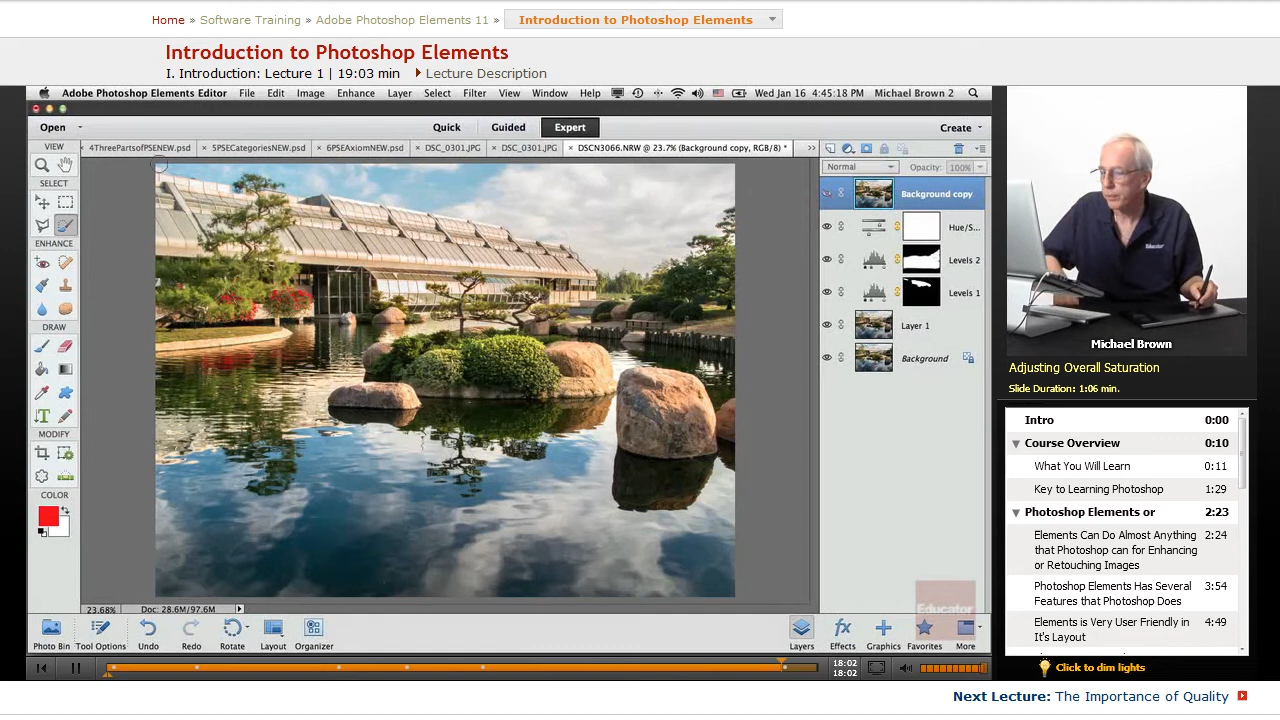 Home » Software Training » Adobe Photoshop Elements 11 » Introduction to Photoshop Elements
Introduction to Photoshop Elements
I. Introduction: Lecture 1 | 19:03 min Lecture Description
Adobe Photoshop Elements Editor File Edit Image Enhance Layer Select Filter View Window Help Wed Jan 16 4:45:18 PM Michael Brown 2
Open Quick Guided Expert Create
4ThreePartsofPSENEW.psd × 5PSECategoriesNEW.psd × 6PSEAxiomNEW.psd × DSC_0301.JPG × DSC_0301.JPG × DSCN3066.NRW @ 23.7% (Background copy, RGB/8) *
VIEW
SELECT
ENHANCE
DRAW
MODIFY
COLOR
Normal Opacity: 100%
Background copy
Hue/S...
Levels 2
Levels 1
Layer 1
Background
23.68% Doc: 28.6M/97.6M
Educator
Photo Bin Tool Options Undo Redo Rotate Layout Organizer Layers Effects Graphics Favorites More
18:02
18:02
Educator
Michael Brown
Adjusting Overall Saturation
Slide Duration: 1:06 min.
Intro 0:00
Course Overview 0:10
What You Will Learn 0:11
Key to Learning Photoshop 1:29
Photoshop Elements or 2:23
Elements Can Do Almost Anything 2:24
that Photoshop can for Enhancing
or Retouching Images
Photoshop Elements Has Several 3:54
Features that Photoshop Does
Elements is Very User Friendly in 4:49
It's Layout
Click to dim lights
Next Lecture: The Importance of Quality